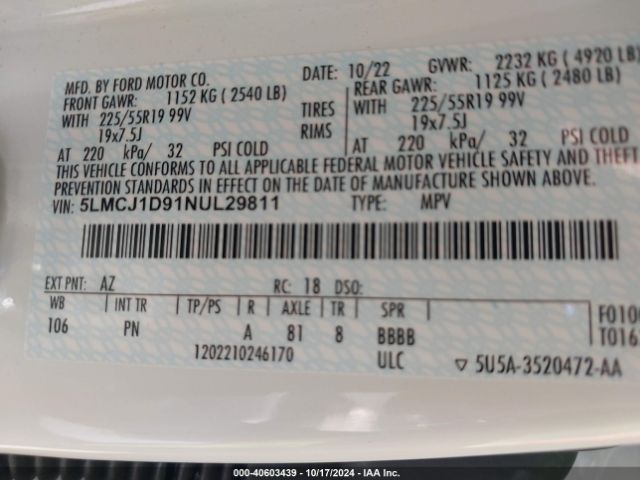 MFD. BY FORD MOTOR CO. DATE: 10/22 GVWR: 2232 KG ( 4920 LB)
FRONT GAWR: 1152 KG ( 2540 LB) REAR GAWR: 1125 KG ( 2480 LB)
WITH 225/55R19 99V TIRES WITH 225/55R19 99V
19x7.5J RIMS 19x7.5J
AT 220 kPa/ 32 PSI COLD AT 220 kPa/ 32 PSI COLD
THIS VEHICLE CONFORMS TO ALL APPLICABLE FEDERAL MOTOR VEHICLE SAFETY AND THEFT
STANDARDS IN EFFECT ON THE DATE OF MANUFACTURE SHOWN ABOVE.
VIN: 5LMCJ1D91NUL29811 TYPE: MPV
EXT PNT: AZ RC: 18 DSO:
WB INT TR TP/PS R AXLE TR SPR
106 PN A 81 8 BBBB
1202210246170 ULC ▽ 5U5A-3520472-AA
000-40603439 - 10/17/2024 - IAA Inc.